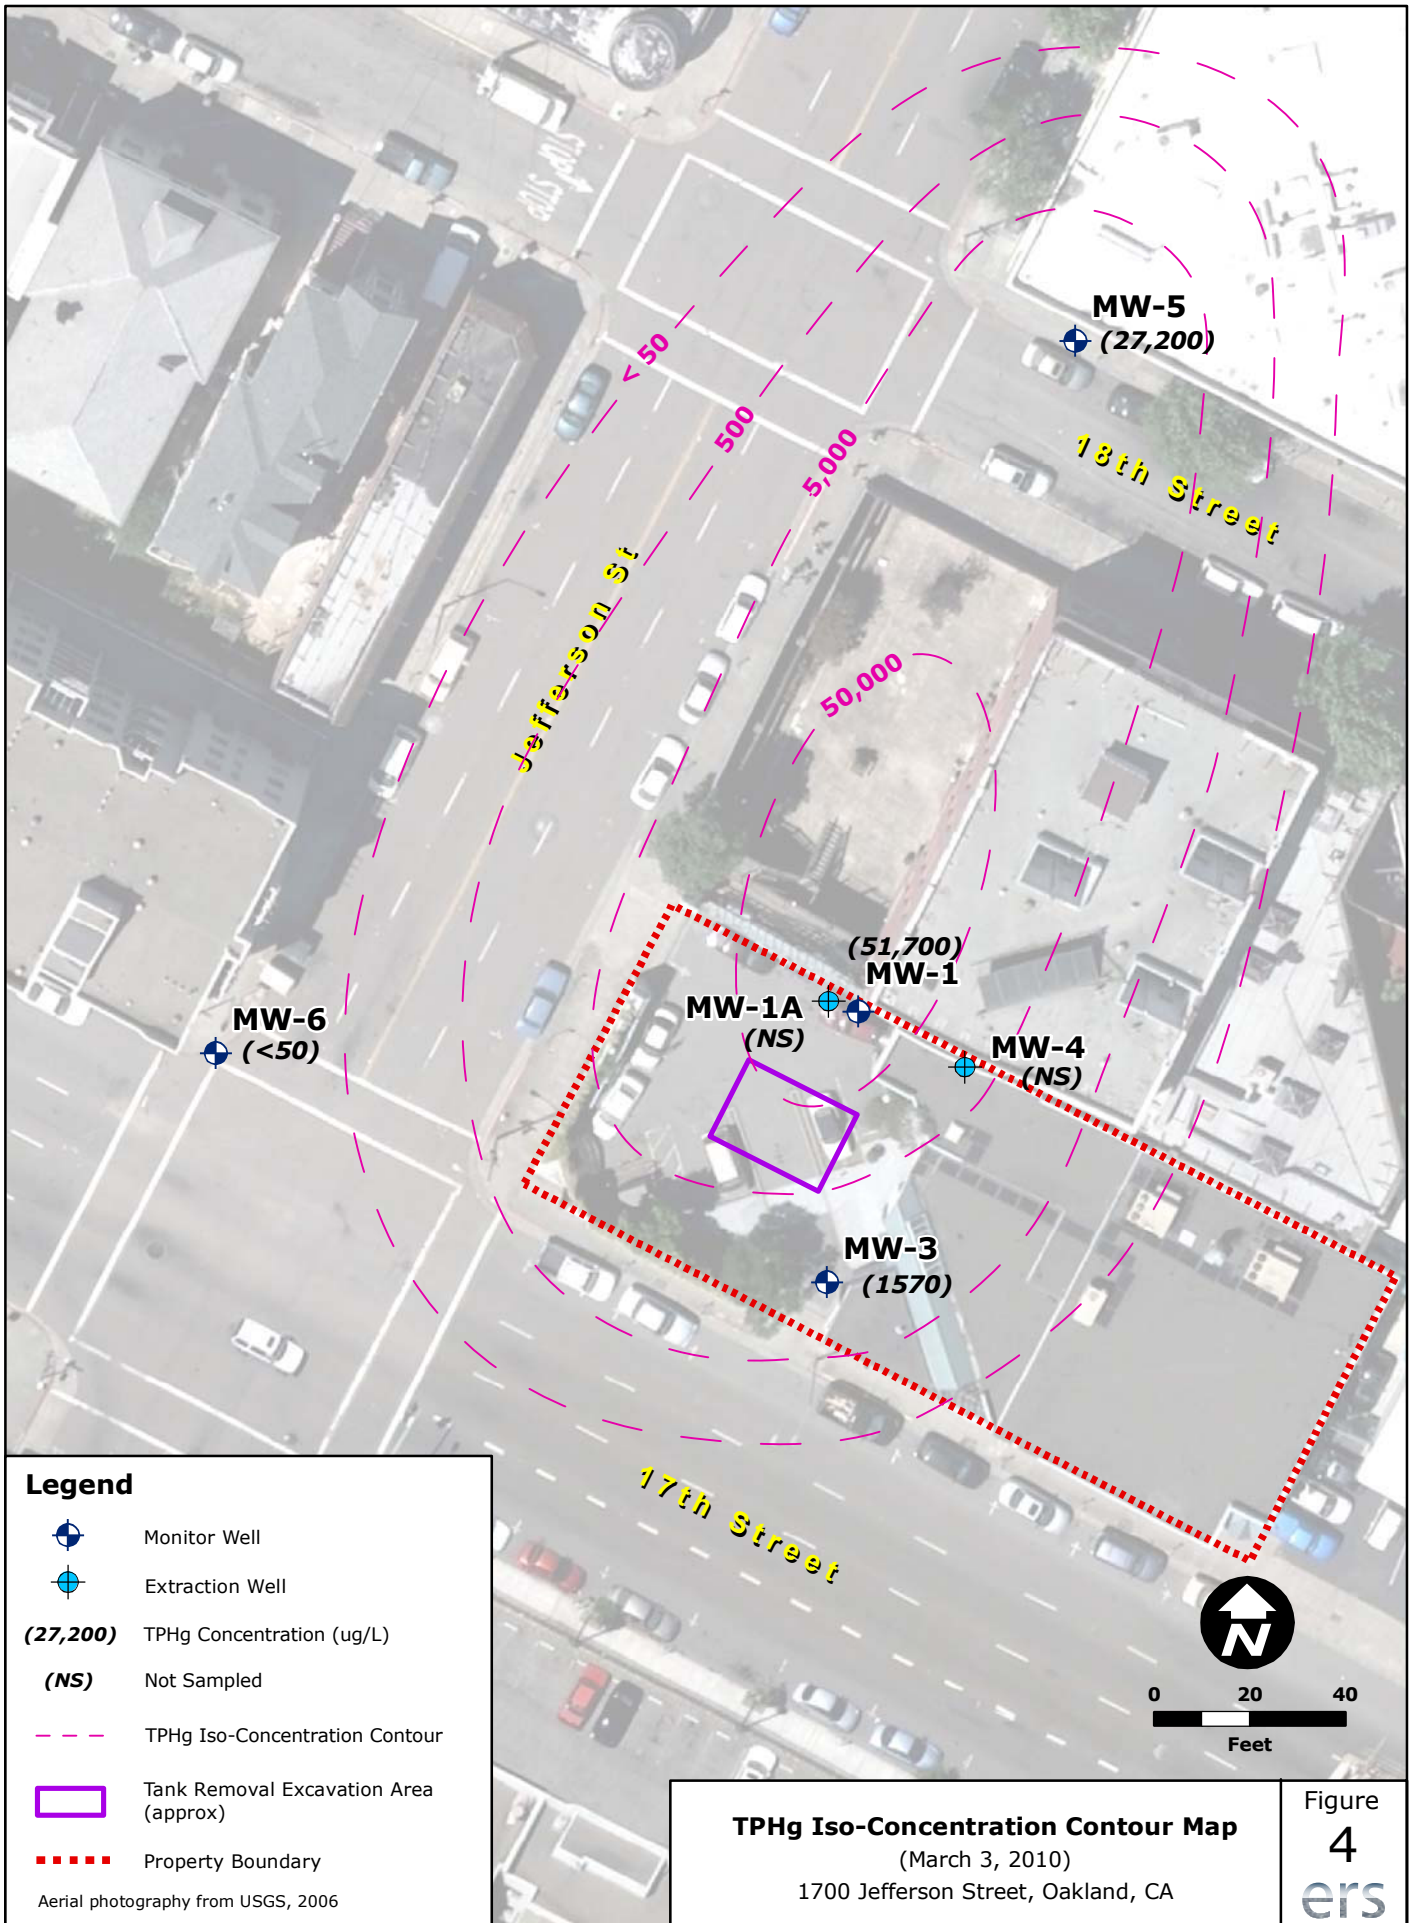 STOP
STOP
MW-5
(27,200)
< 50
500
5,000
18th Street
Jefferson St
50,000
(51,700)
MW-1
MW-1A
(NS)
MW-6
(<50)
MW-4
(NS)
MW-3
(1570)
17th Street
Legend
Monitor Well
Extraction Well
(27,200) TPHg Concentration (ug/L)
(NS) Not Sampled
TPHg Iso-Concentration Contour
Tank Removal Excavation Area
(approx)
Property Boundary
Aerial photography from USGS, 2006
N
0 20 40
Feet
TPHg Iso-Concentration Contour Map
(March 3, 2010)
1700 Jefferson Street, Oakland, CA
Figure
4
ers